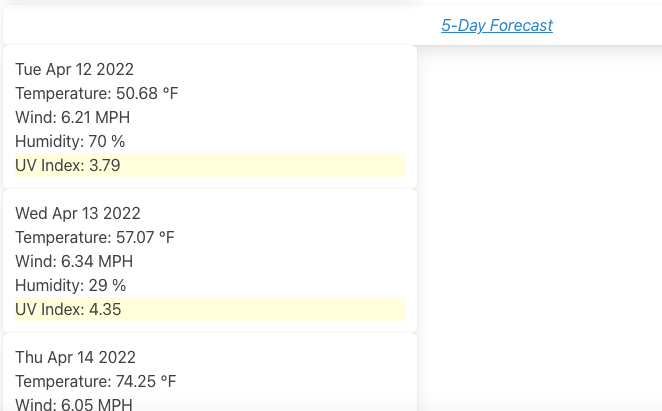 5-Day Forecast
Tue Apr 12 2022
Temperature: 50.68 °F
Wind: 6.21 MPH
Humidity: 70 %
UV Index: 3.79
Wed Apr 13 2022
Temperature: 57.07 °F
Wind: 6.34 MPH
Humidity: 29 %
UV Index: 4.35
Thu Apr 14 2022
Temperature: 74.25 °F
Wind: 6.05 MPH